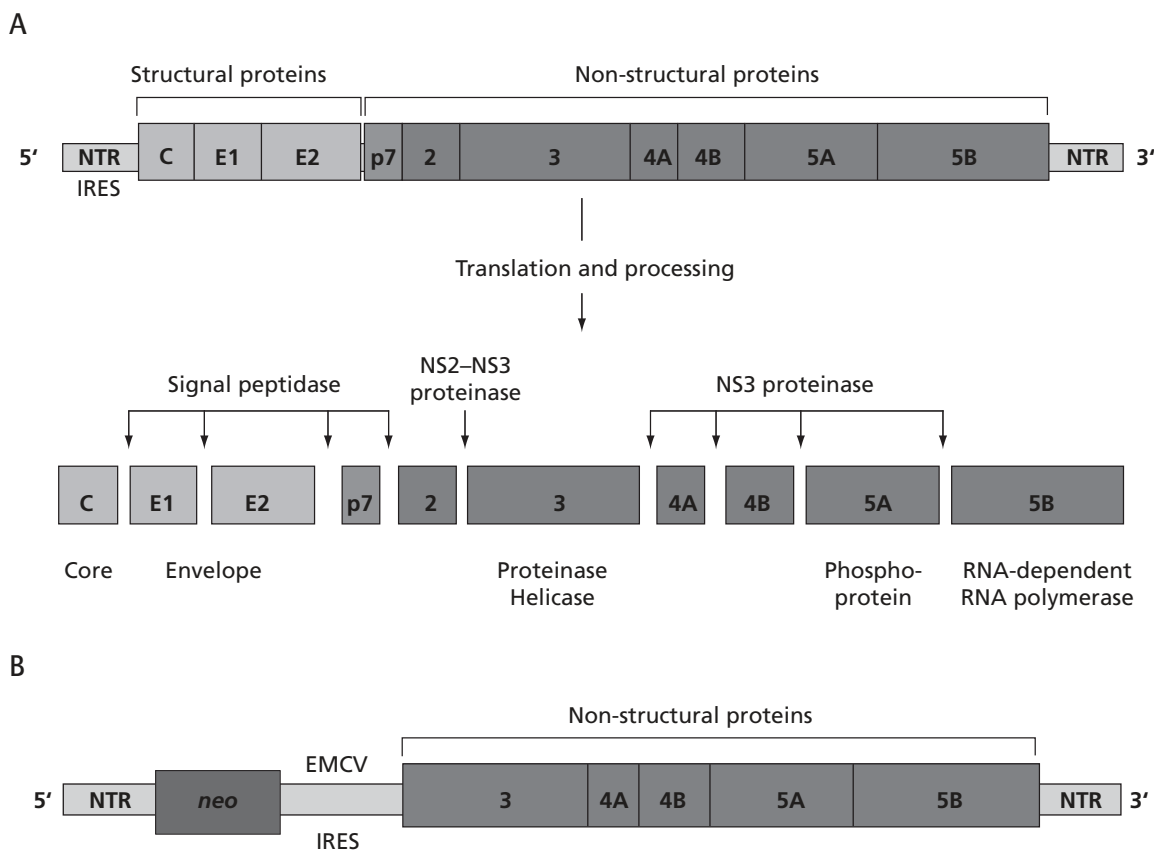 A
Structural proteins Non-structural proteins
5‘ NTR C E1 E2 p7 2 3 4A 4B 5A 5B NTR 3‘
IRES
Translation and processing
Signal peptidase
NS2–NS3
proteinase
NS3 proteinase
C E1 E2 p7 2 3 4A 4B 5A 5B
Core
Envelope
Proteinase
Helicase
Phospho-
protein
RNA-dependent
RNA polymerase
B
Non-structural proteins
EMCV
5‘ NTR neo 3 4A 4B 5A 5B NTR 3‘
IRES